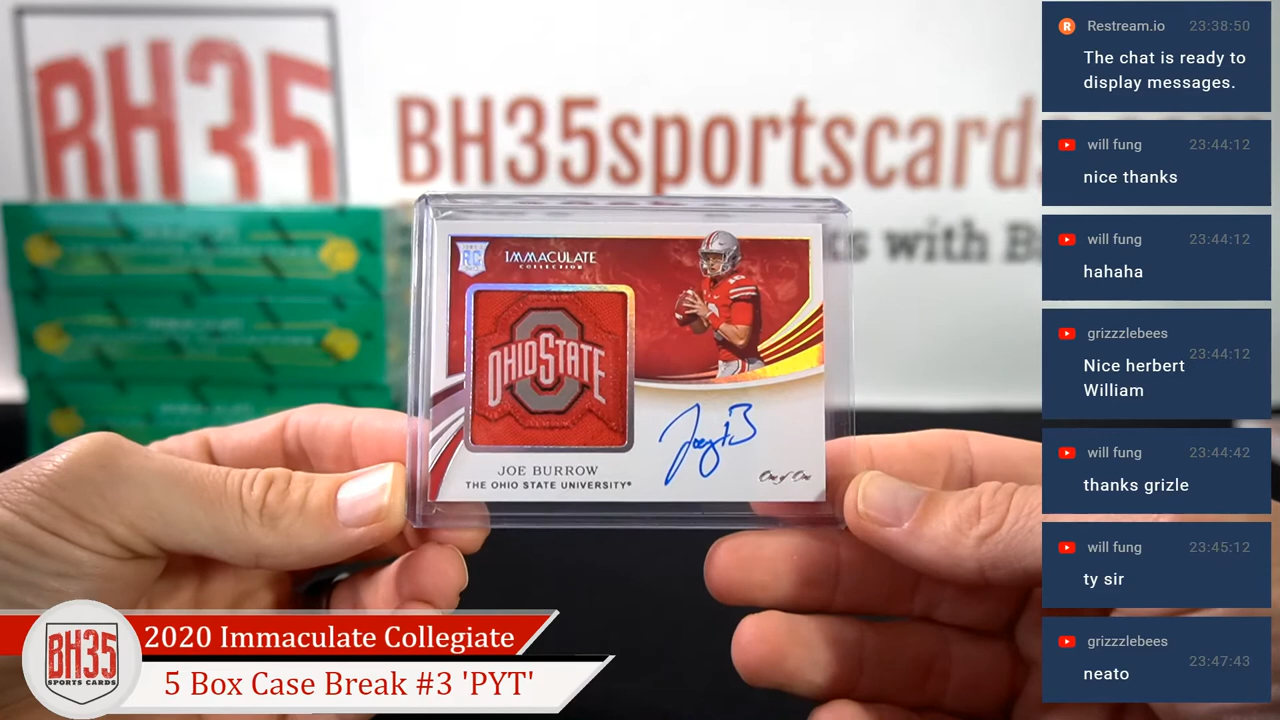 BH35
BH35sportscards
ks with B
RC
IMMACULATE
COLLECTION
OHIO STATE
JOE BURROW
THE OHIO STATE UNIVERSITY®
One of One
BH35
SPORTS CARDS
2020 Immaculate Collegiate
5 Box Case Break #3 'PYT'
Restream.io 23:38:50
The chat is ready to
display messages.
will fung 23:44:12
nice thanks
will fung 23:44:12
hahaha
grizzzlebees 23:44:12
Nice herbert
William
will fung 23:44:42
thanks grizle
will fung 23:45:12
ty sir
grizzzlebees 23:47:43
neato